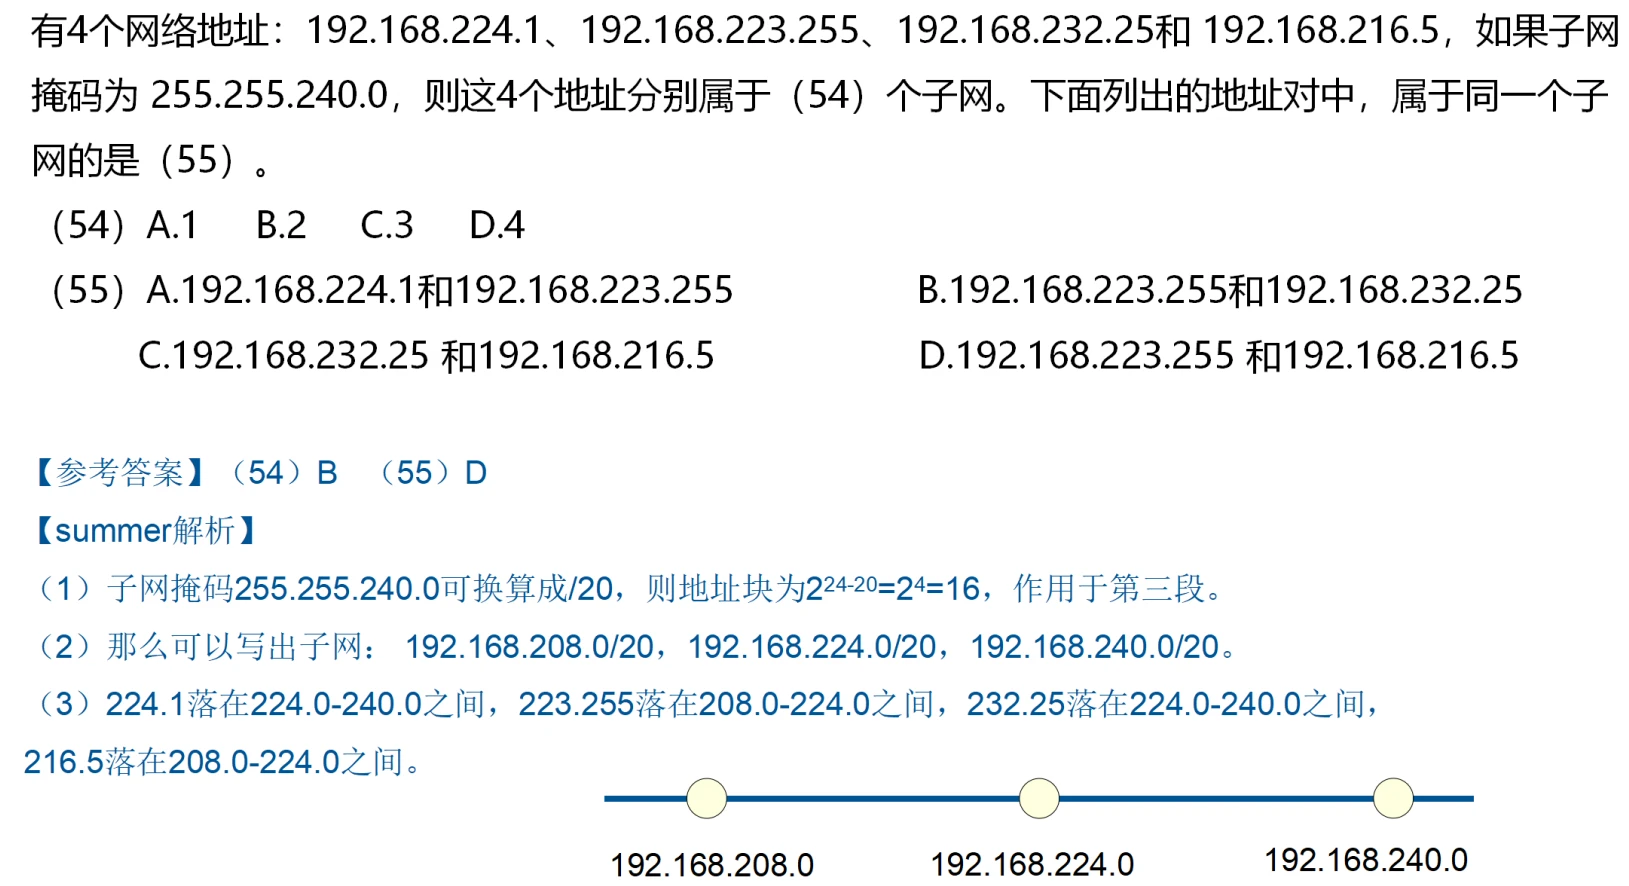 有4个网络地址：192.168.224.1、192.168.223.255、192.168.232.25和 192.168.216.5，如果子网
掩码为 255.255.240.0，则这4个地址分别属于（54）个子网。下面列出的地址对中，属于同一个子
网的是（55）。
（54）A.1 B.2 C.3 D.4
（55）A.192.168.224.1和192.168.223.255 B.192.168.223.255和192.168.232.25
C.192.168.232.25 和192.168.216.5 D.192.168.223.255 和192.168.216.5
【参考答案】（54）B （55）D
【summer解析】
（1）子网掩码255.255.240.0可换算成/20，则地址块为2²⁴⁻²⁰=2⁴=16，作用于第三段。
（2）那么可以写出子网： 192.168.208.0/20，192.168.224.0/20，192.168.240.0/20。
（3）224.1落在224.0-240.0之间，223.255落在208.0-224.0之间，232.25落在224.0-240.0之间，
216.5落在208.0-224.0之间。
192.168.208.0 192.168.224.0 192.168.240.0